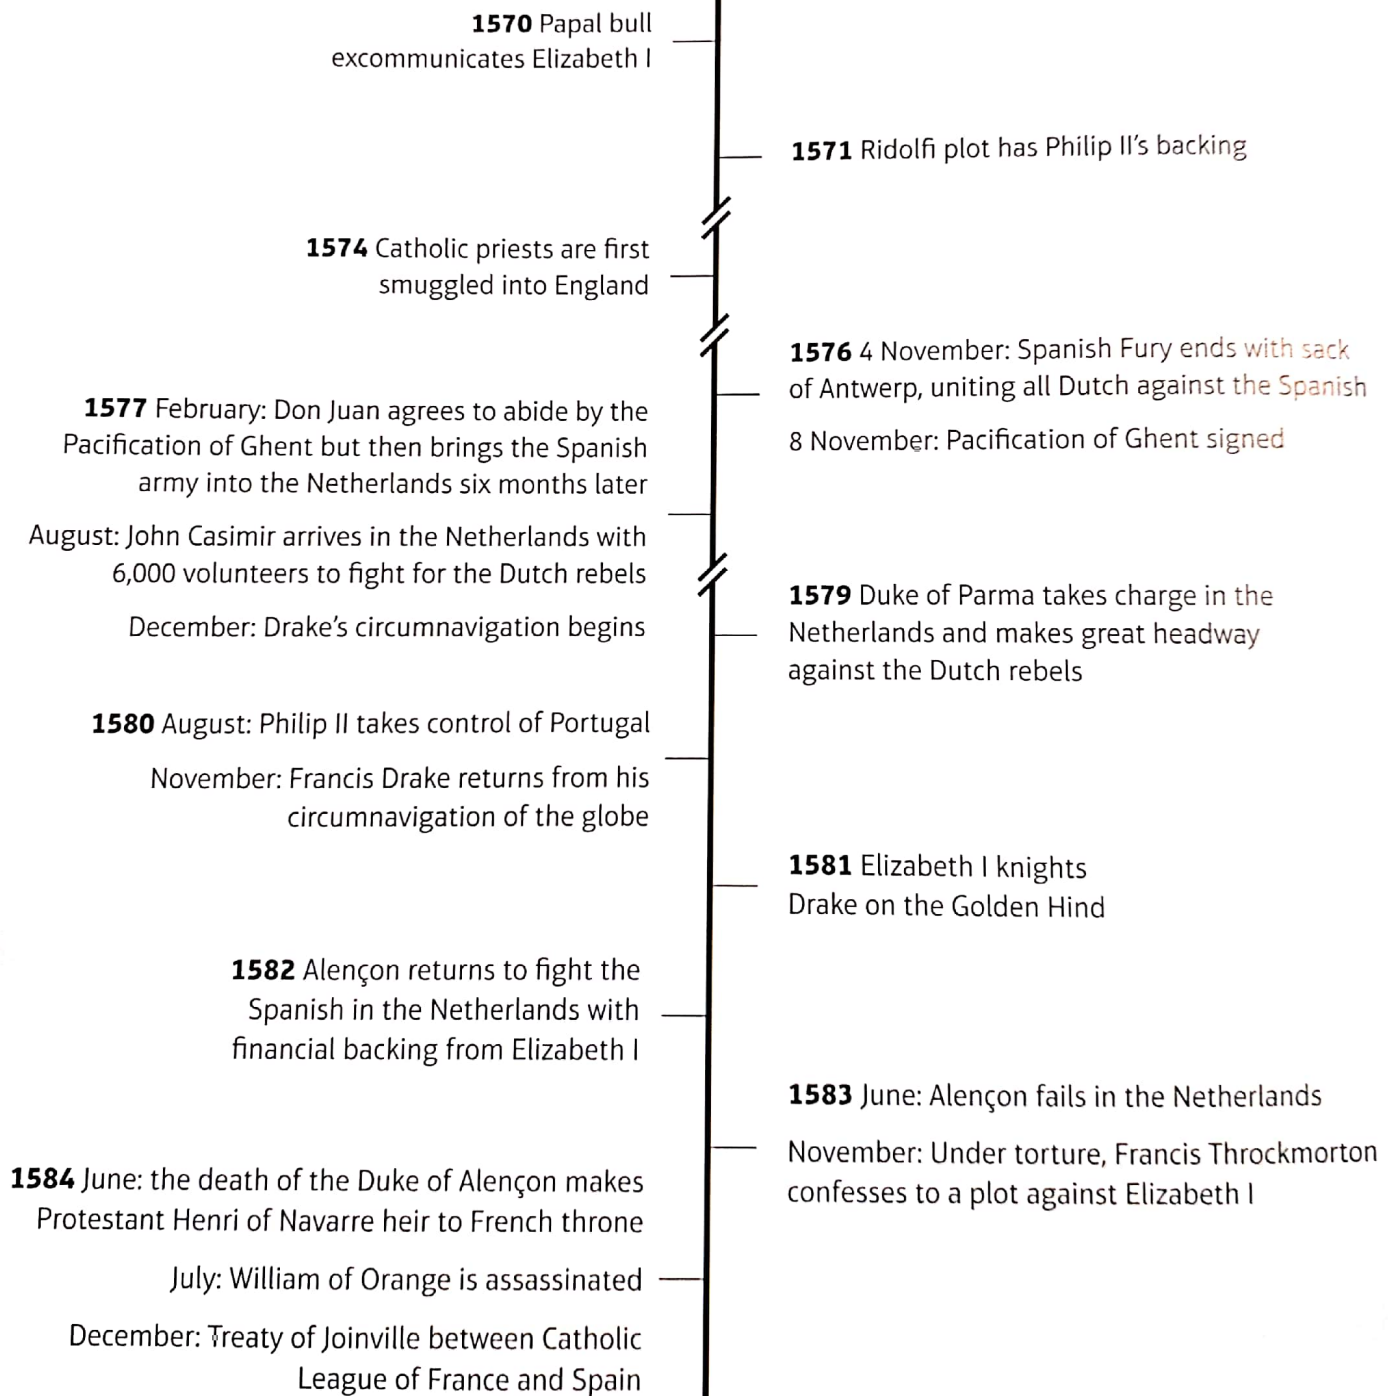 1570 Papal bull
excommunicates Elizabeth I
1571 Ridolfi plot has Philip II's backing
1574 Catholic priests are first
smuggled into England
1576 4 November: Spanish Fury ends with sack
of Antwerp, uniting all Dutch against the Spanish
8 November: Pacification of Ghent signed
1577 February: Don Juan agrees to abide by the
Pacification of Ghent but then brings the Spanish
army into the Netherlands six months later
August: John Casimir arrives in the Netherlands with
6,000 volunteers to fight for the Dutch rebels
December: Drake's circumnavigation begins
1579 Duke of Parma takes charge in the
Netherlands and makes great headway
against the Dutch rebels
1580 August: Philip II takes control of Portugal
November: Francis Drake returns from his
circumnavigation of the globe
1581 Elizabeth I knights
Drake on the Golden Hind
1582 Alençon returns to fight the
Spanish in the Netherlands with
financial backing from Elizabeth I
1583 June: Alençon fails in the Netherlands
November: Under torture, Francis Throckmorton
confesses to a plot against Elizabeth I
1584 June: the death of the Duke of Alençon makes
Protestant Henri of Navarre heir to French throne
July: William of Orange is assassinated
December: Treaty of Joinville between Catholic
League of France and Spain